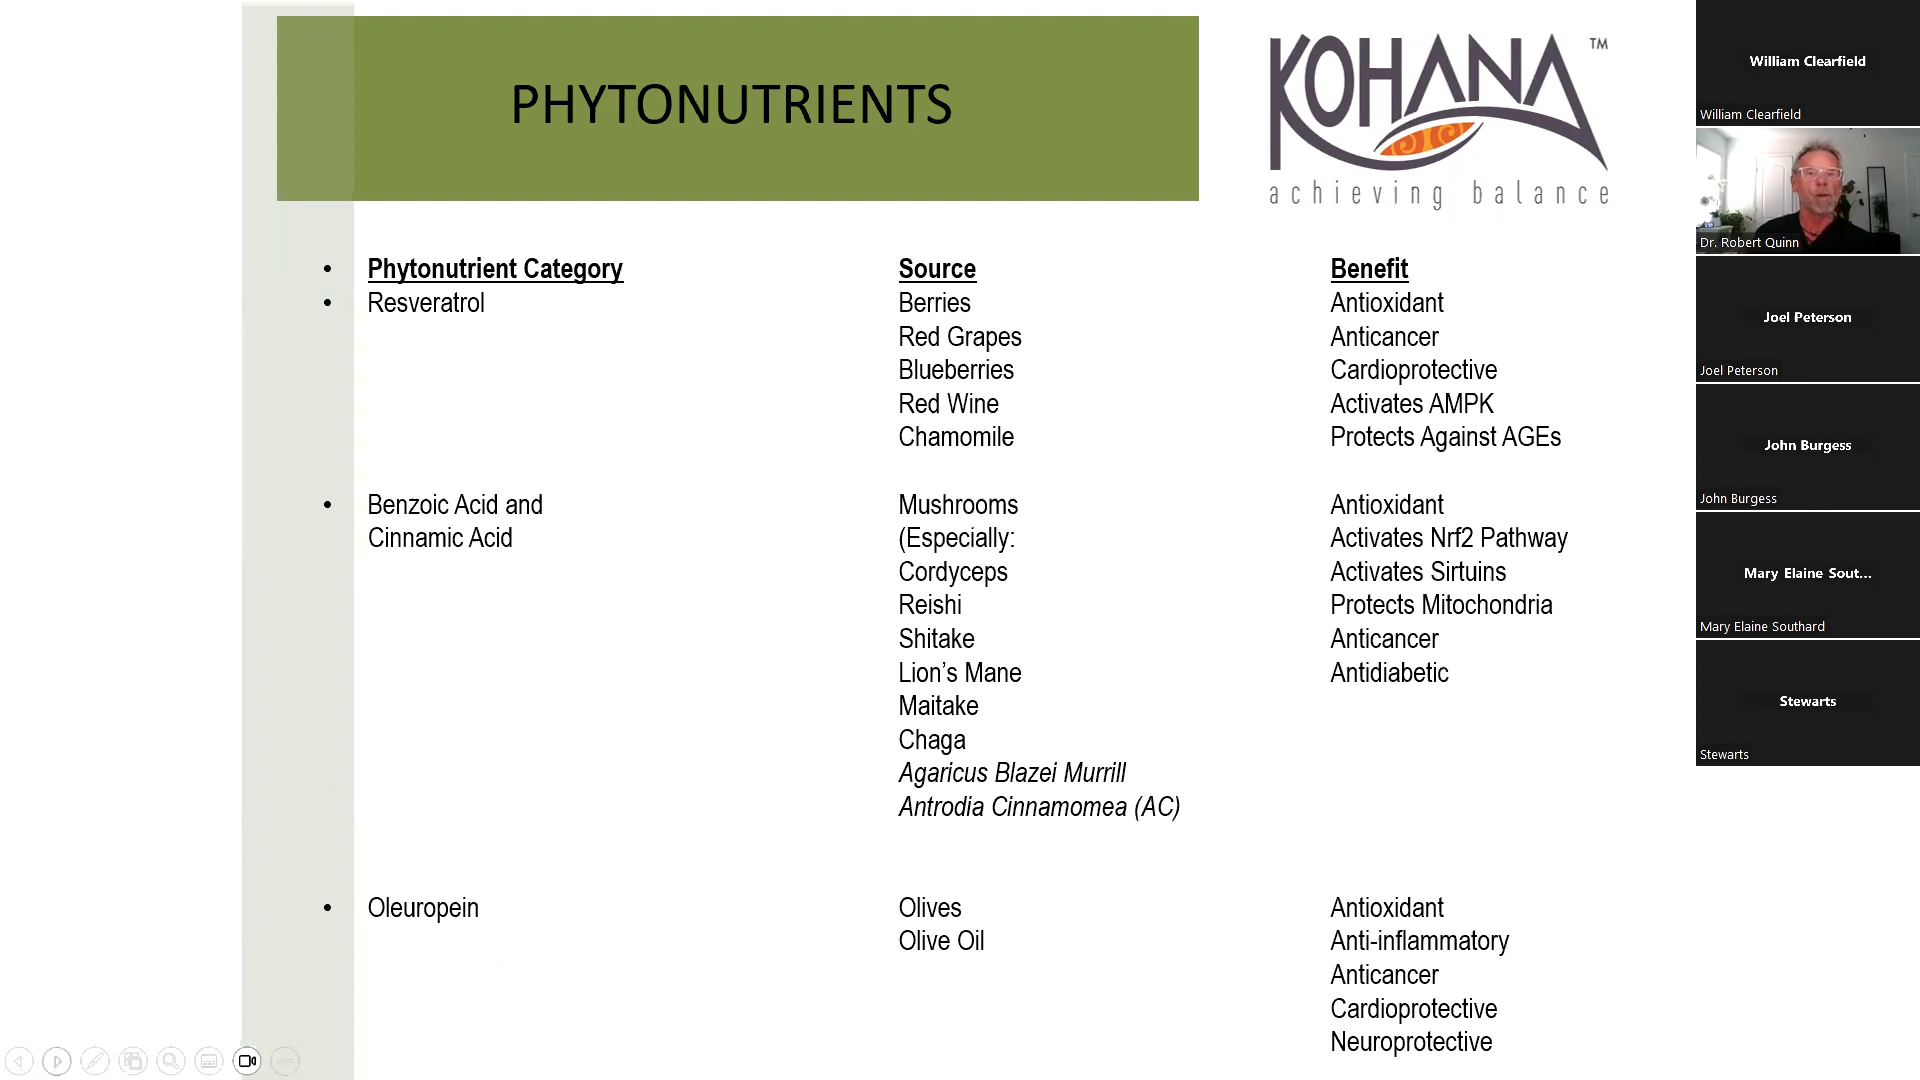 PHYTONUTRIENTS
KOHANA™
achieving balance
• Phytonutrient Category Source Benefit
• Resveratrol Berries Antioxidant
Red Grapes Anticancer
Blueberries Cardioprotective
Red Wine Activates AMPK
Chamomile Protects Against AGEs
• Benzoic Acid and Mushrooms Antioxidant
Cinnamic Acid (Especially: Activates Nrf2 Pathway
Cordyceps Activates Sirtuins
Reishi Protects Mitochondria
Shitake Anticancer
Lion’s Mane Antidiabetic
Maitake
Chaga
Agaricus Blazei Murrill
Antrodia Cinnamomea (AC)
• Oleuropein Olives Antioxidant
Olive Oil Anti-inflammatory
Anticancer
Cardioprotective
Neuroprotective
William Clearfield
William Clearfield
Dr. Robert Quinn
Joel Peterson
Joel Peterson
John Burgess
John Burgess
Mary Elaine Sout...
Mary Elaine Southard
Stewarts
Stewarts